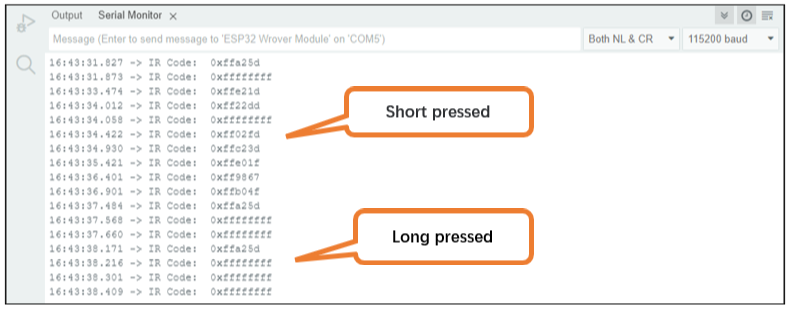 Output Serial Monitor ×
Message (Enter to send message to 'ESP32 Wrover Module' on 'COM5') Both NL & CR 115200 baud
16:43:31.827 -> IR Code: 0xffa25d
16:43:31.873 -> IR Code: 0xffffffff
16:43:33.474 -> IR Code: 0xffe21d
16:43:34.012 -> IR Code: 0xff22dd
16:43:34.058 -> IR Code: 0xffffffff
16:43:34.422 -> IR Code: 0xff02fd
16:43:34.930 -> IR Code: 0xffc23d
16:43:35.421 -> IR Code: 0xffe01f
16:43:36.401 -> IR Code: 0xff9867
16:43:36.901 -> IR Code: 0xffb04f
16:43:37.484 -> IR Code: 0xffa25d
16:43:37.568 -> IR Code: 0xffffffff
16:43:37.660 -> IR Code: 0xffffffff
16:43:38.171 -> IR Code: 0xffa25d
16:43:38.216 -> IR Code: 0xffffffff
16:43:38.301 -> IR Code: 0xffffffff
16:43:38.409 -> IR Code: 0xffffffff
Short pressed
Long pressed